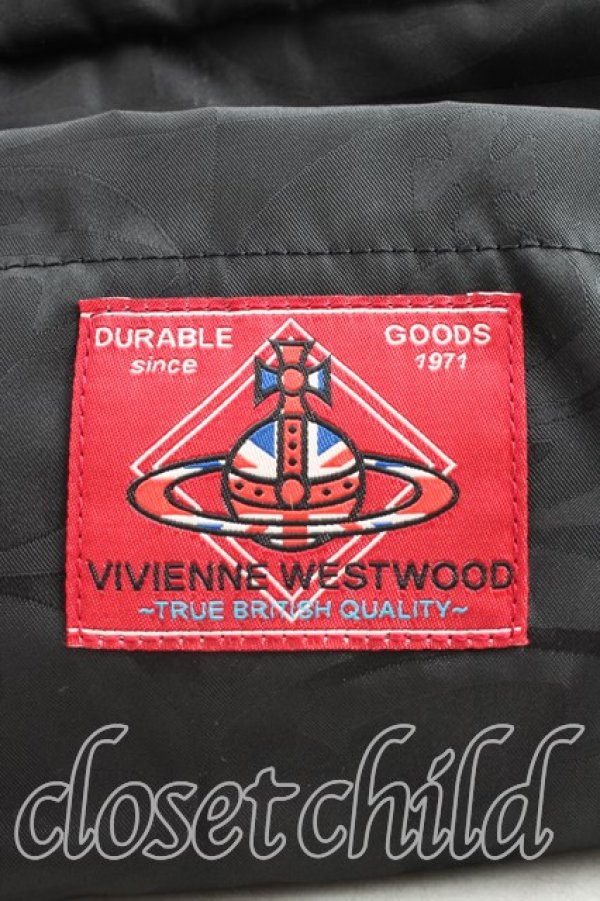 DURABLE GOODS
since 1971
VIVIENNE WESTWOOD
~TRUE BRITISH QUALITY~
closet child